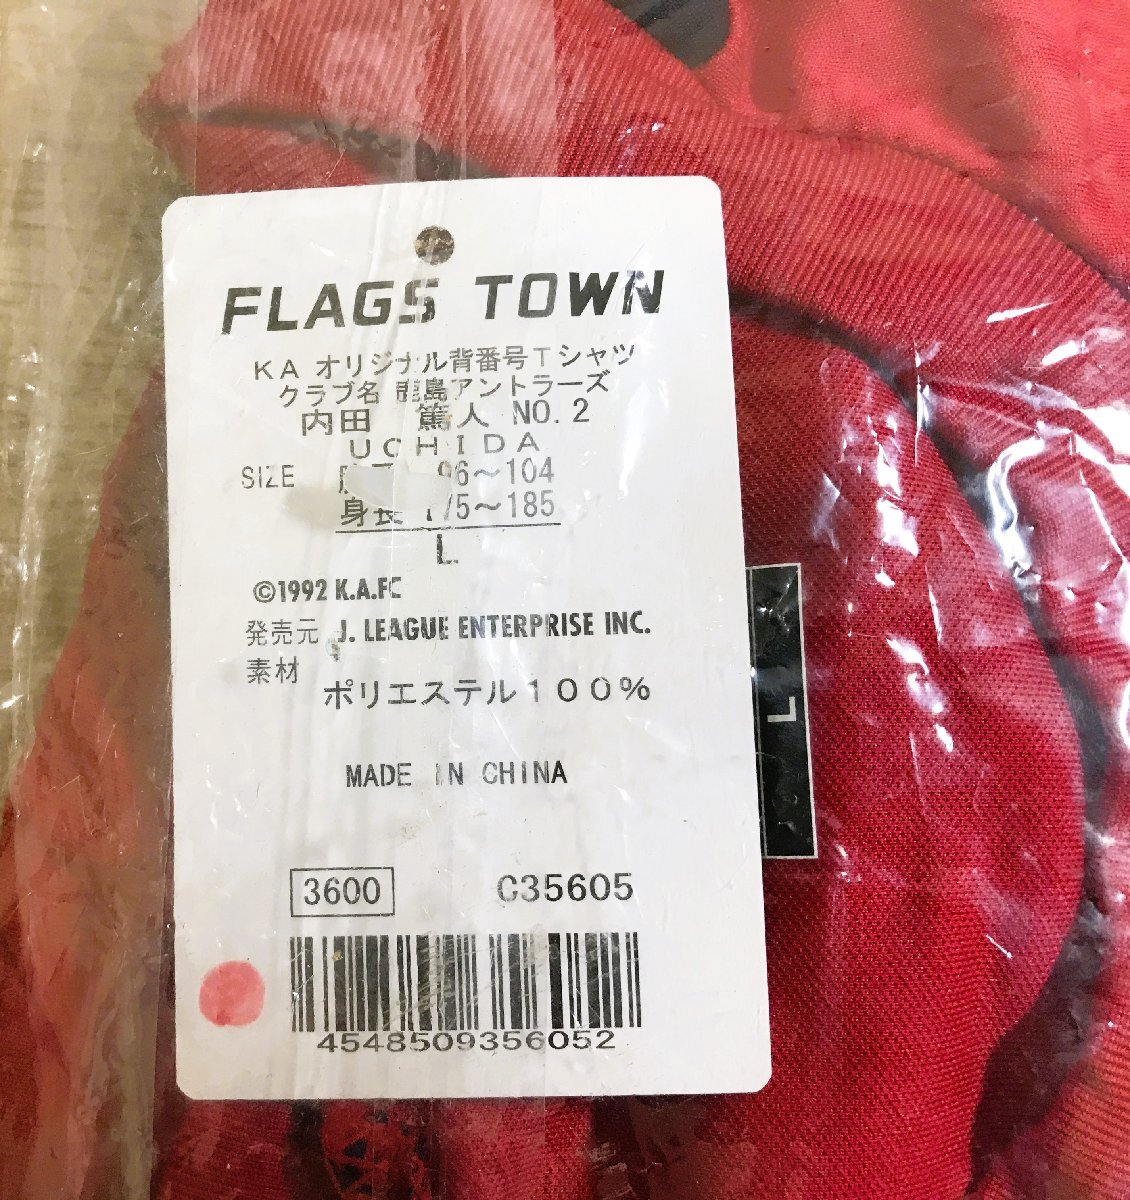 FLAGS TOWN
KA オリジナル背番号Tシャツ
クラブ名 鹿島アントラーズ
内田 篤人 NO.2
UCHIDA
SIZE 96～104
身長 175～185
L
©1992 K.A.FC
発売元 J. LEAGUE ENTERPRISE INC.
素材
ポリエステル100%
MADE IN CHINA
3600 C35605
4548509356052
L